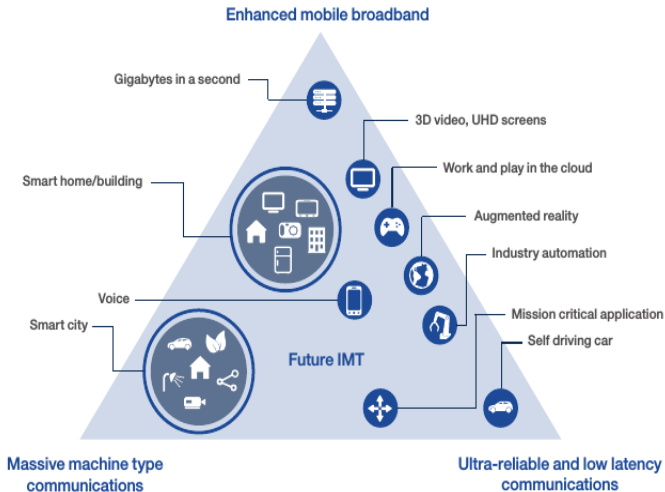 Enhanced mobile broadband
Gigabytes in a second
3D video, UHD screens
Work and play in the cloud
Smart home/building
Augmented reality
Industry automation
Voice
Mission critical application
Smart city
Self driving car
Future IMT
Massive machine type
communications
Ultra-reliable and low latency
communications